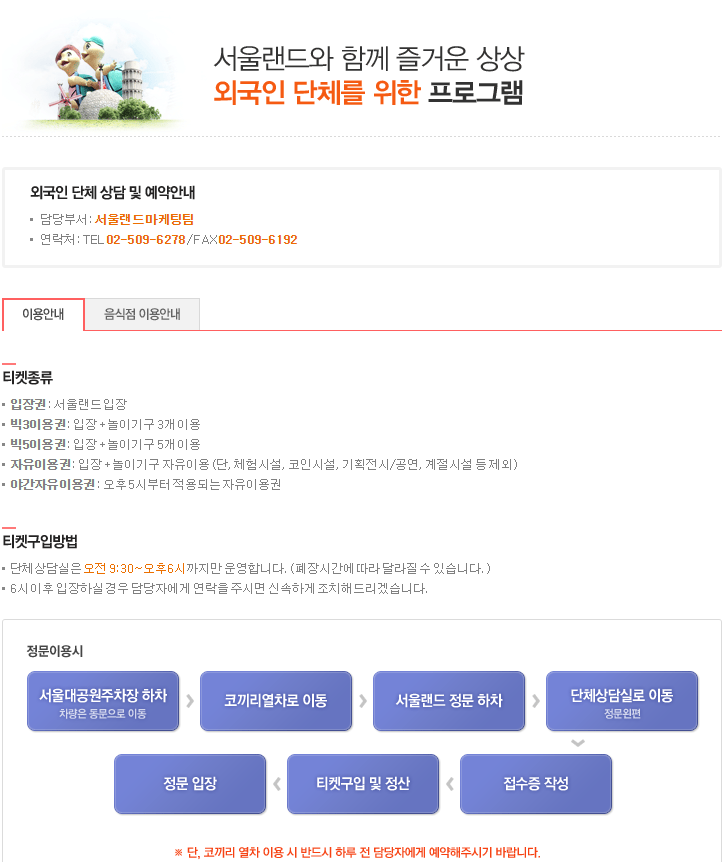 서울랜드와 함께 즐거운 상상
외국인 단체를 위한 프로그램
외국인 단체 상담 및 예약안내
담당부서 : 서울랜드마케팅팀
연락처 : TEL 02-509-6278 / FAX 02-509-6192
이용안내
음식점 이용안내
티켓종류
입장권 : 서울랜드 입장
빅3이용권 : 입장 + 놀이기구 3개 이용
빅5이용권 : 입장 + 놀이기구 5개 이용
자유이용권 : 입장 + 놀이기구 자유이용 (단, 체험시설, 코인시설, 기획전시/공연, 계절시설 등 제외)
야간자유이용권 : 오후 5시부터 적용되는 자유이용권
티켓구입방법
단체상담실은 오전 9:30~오후6시까지만 운영합니다. (폐장시간에 따라 달라질 수 있습니다. )
6시 이후 입장하실 경우 담당자에게 연락을 주시면 신속하게 조치해 드리겠습니다.
정문이용시
서울대공원주차장 하차
차량은 동문으로 이동
코끼리열차로 이동
서울랜드 정문 하차
단체상담실로 이동
정문왼편
정문 입장
티켓구입 및 정산
접수증 작성
※ 단, 코끼리 열차 이용 시 반드시 하루 전 담당자에게 예약해주시기 바랍니다.